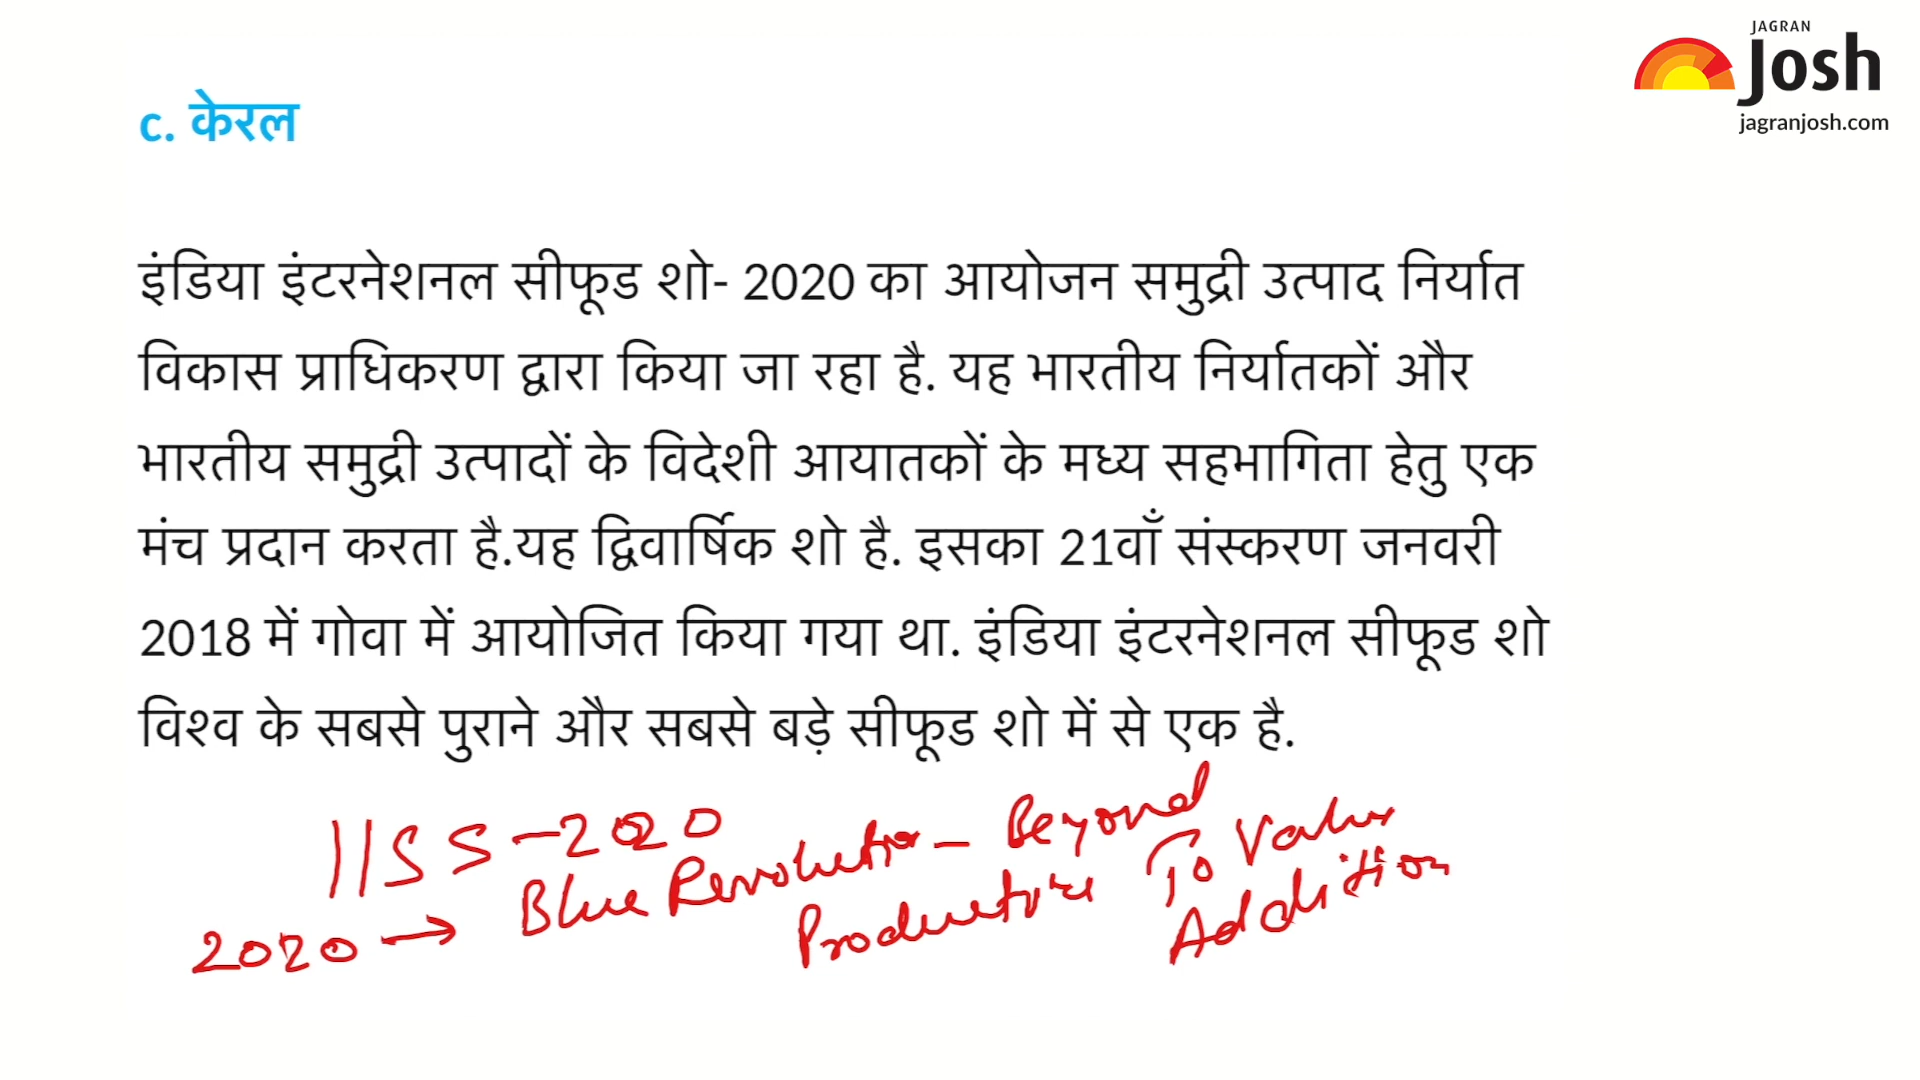 JAGRAN
Josh
jagranjosh.com
c. केरल
इंडिया इंटरनेशनल सीफूड शो- 2020 का आयोजन समुद्री उत्पाद निर्यात
विकास प्राधिकरण द्वारा किया जा रहा है. यह भारतीय निर्यातकों और
भारतीय समुद्री उत्पादों के विदेशी आयातकों के मध्य सहभागिता हेतु एक
मंच प्रदान करता है.यह द्विवार्षिक शो है. इसका 21वाँ संस्करण जनवरी
2018 में गोवा में आयोजित किया गया था. इंडिया इंटरनेशनल सीफूड शो
विश्व के सबसे पुराने और सबसे बड़े सीफूड शो में से एक है.
IISS-2020
2020 → Blue Revolution - Beyond
Production To Value
Addition